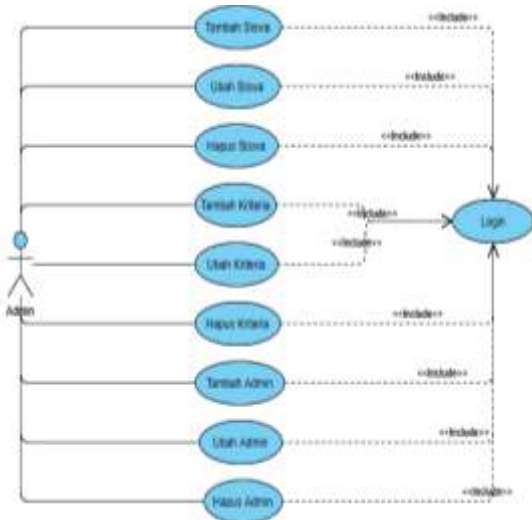 Tambah Siswa
<<Include>>
Ubah Siswa
<<Include>>
Hapus Siswa
<<Include>>
Tambah Kriteria
<<Include>>
Login
<<Include>>
Ubah Kriteria
Admin
Hapus Kriteria
<<Include>>
Tambah Admin
<<Include>>
Ubah Admin
<<Include>>
Hapus Admin
<<Include>>